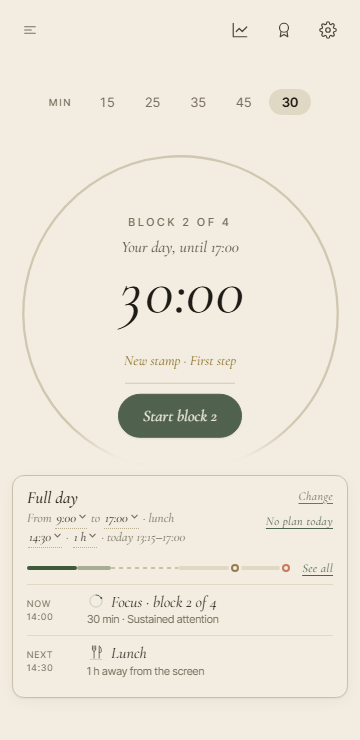 MIN 15 25 35 45 30
BLOCK 2 OF 4
Your day, until 17:00
30:00
New stamp · First step
Start block 2
Full day
Change
From 9:00 to 17:00 · lunch
No plan today
14:30 · 1 h · today 13:15–17:00
See all
NOW
14:00
Focus · block 2 of 4
30 min · Sustained attention
NEXT
14:30
Lunch
1 h away from the screen